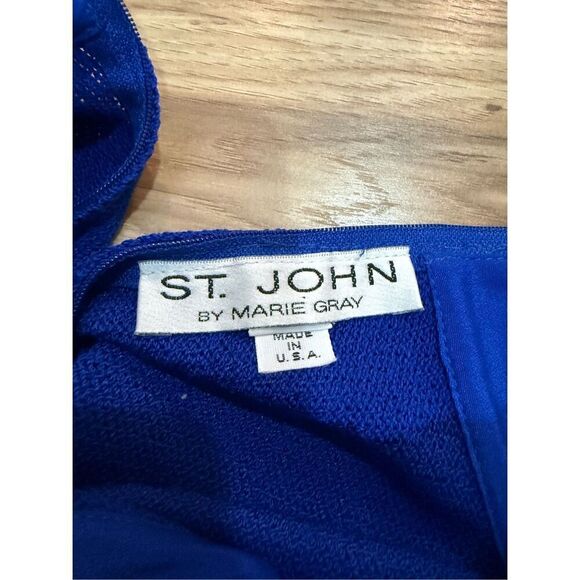 ST. JOHN
BY MARIE GRAY
MADE
IN
U.S.A.